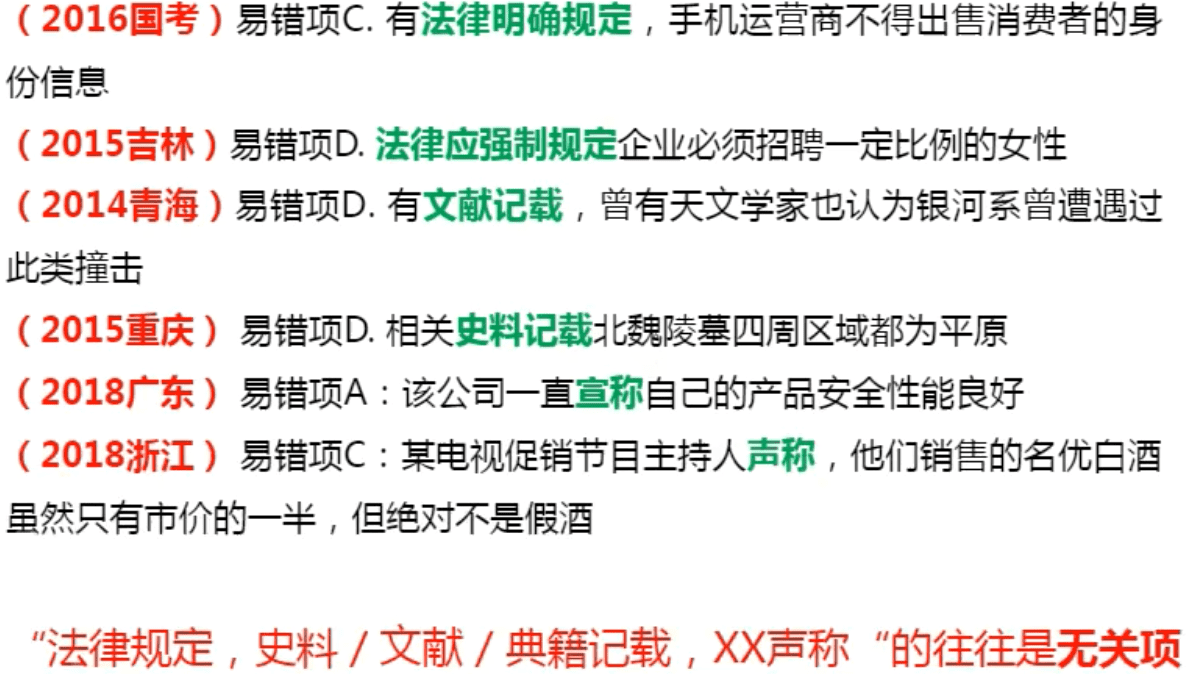 （2016国考）易错项C. 有法律明确规定，手机运营商不得出售消费者的身
份信息
（2015吉林）易错项D. 法律应强制规定企业必须招聘一定比例的女性
（2014青海）易错项D. 有文献记载，曾有天文学家也认为银河系曾遭遇过
此类撞击
（2015重庆） 易错项D. 相关史料记载北魏陵墓四周区域都为平原
（2018广东） 易错项A：该公司一直宣称自己的产品安全性能良好
（2018浙江） 易错项C：某电视促销节目主持人声称，他们销售的名优白酒
虽然只有市价的一半，但绝对不是假酒
“法律规定，史料 / 文献 / 典籍记载，XX声称 “的往往是无关项